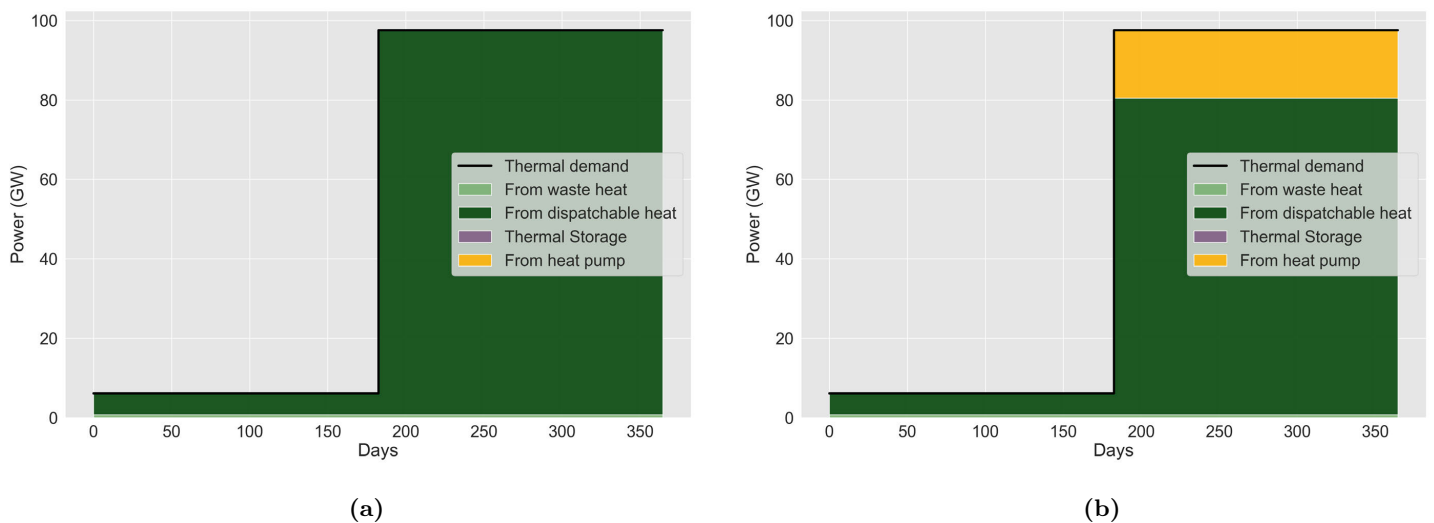 100
80
60
40
20
0
Power (GW)
Thermal demand
From waste heat
From dispatchable heat
Thermal Storage
From heat pump
0 50 100 150 200 250 300 350
Days
(a)
100
80
60
40
20
0
Power (GW)
Thermal demand
From waste heat
From dispatchable heat
Thermal Storage
From heat pump
0 50 100 150 200 250 300 350
Days
(b)